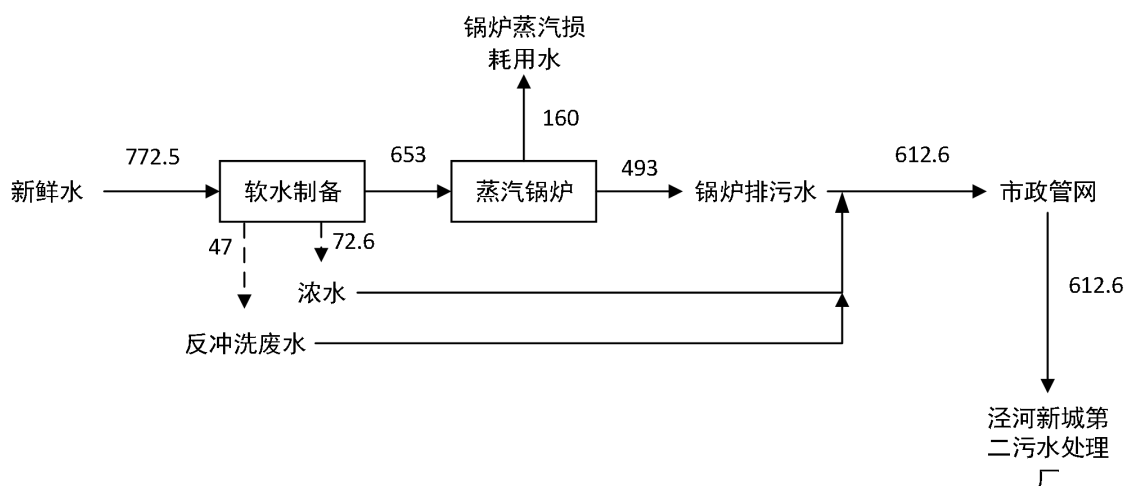 锅炉蒸汽损
耗用水
160
772.5
653
493
612.6
新鲜水
软水制备
蒸汽锅炉
锅炉排污水
市政管网
47
72.6
浓水
612.6
反冲洗废水
泾河新城第
二污水处理
厂